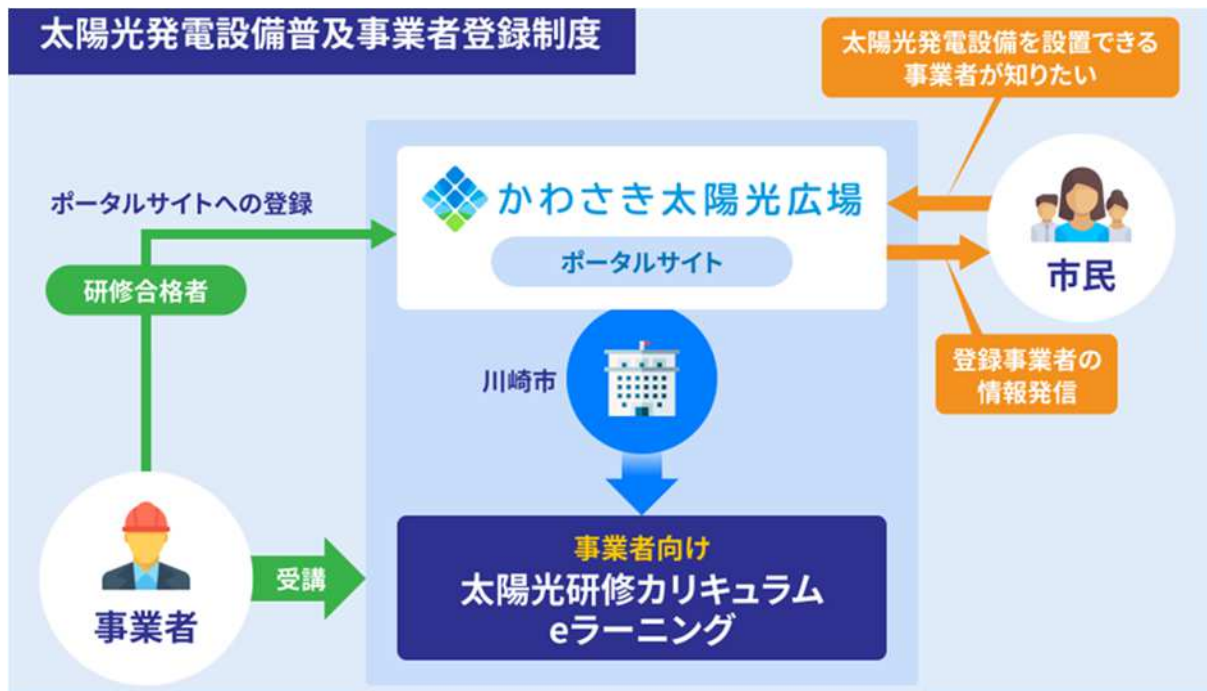 太陽光発電設備普及事業者登録制度
太陽光発電設備を設置できる
事業者が知りたい
ポータルサイトへの登録
かわさき太陽光広場
ポータルサイト
研修合格者
市民
川崎市
登録事業者の
情報発信
事業者向け
太陽光研修カリキュラム
eラーニング
受講
事業者